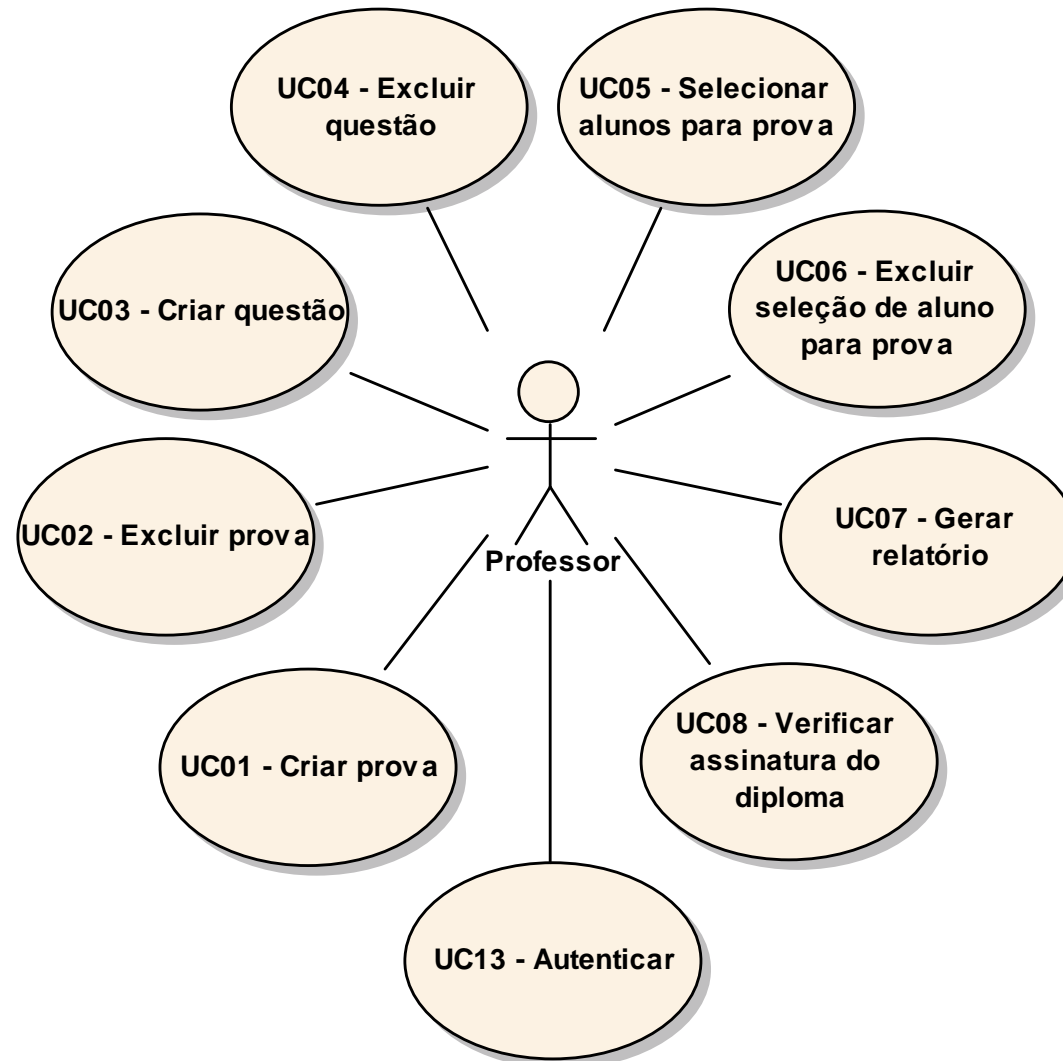 UC04 - Excluir
questão
UC05 - Selecionar
alunos para prova
UC03 - Criar questão
UC06 - Excluir
seleção de aluno
para prova
UC02 - Excluir prova
Professor
UC07 - Gerar
relatório
UC01 - Criar prova
UC08 - Verificar
assinatura do
diploma
UC13 - Autenticar